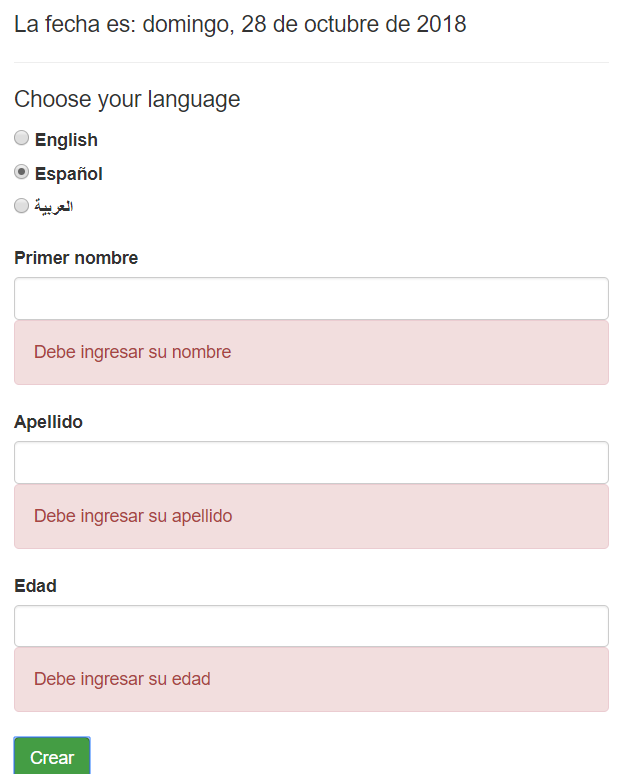 La fecha es: domingo, 28 de octubre de 2018
Choose your language
English
Español
العربية
Primer nombre
Debe ingresar su nombre
Apellido
Debe ingresar su apellido
Edad
Debe ingresar su edad
Crear